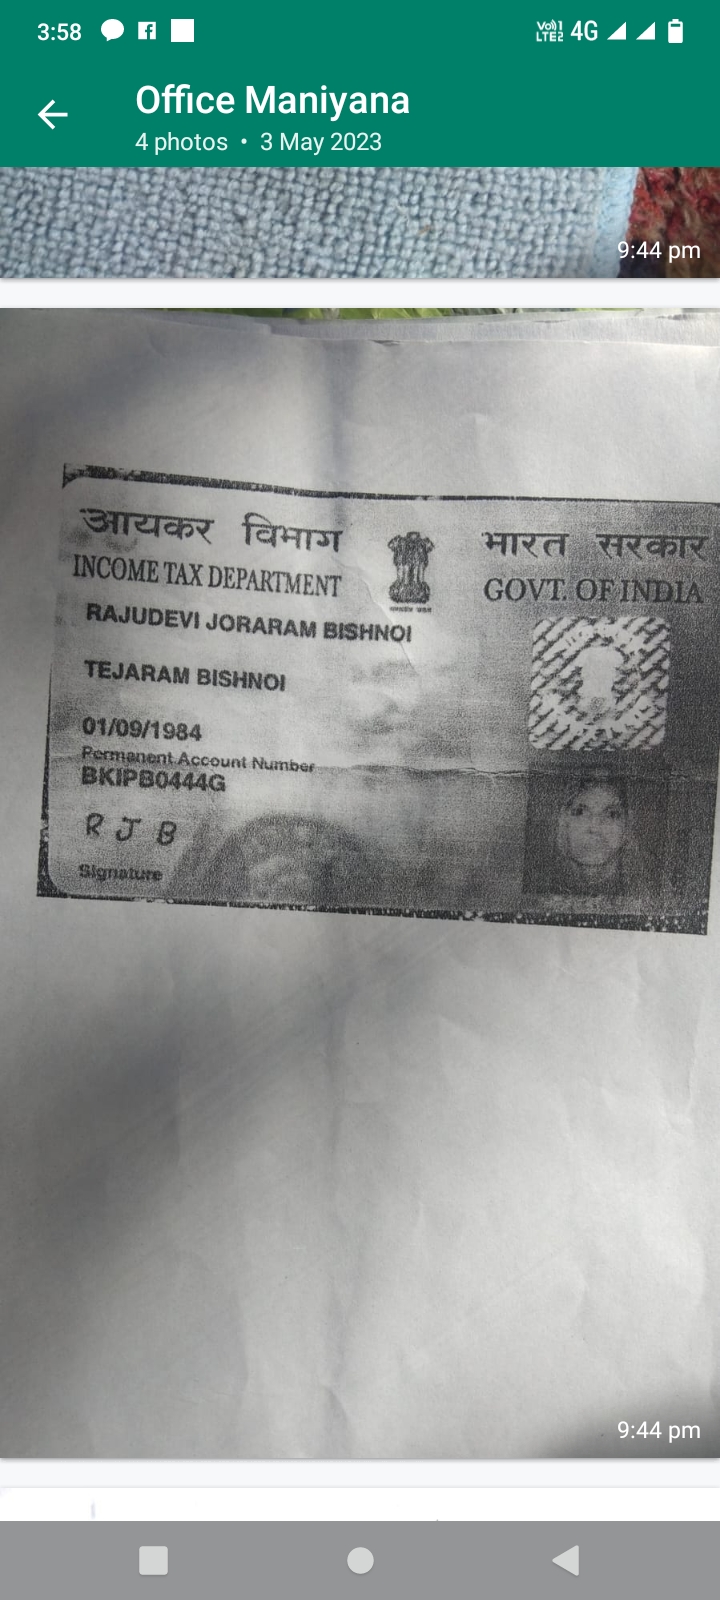 3:58
Vo)) 1
LTE2
4G
Office Maniyana
4 photos • 3 May 2023
9:44 pm
आयकर विभाग
भारत सरकार
INCOME TAX DEPARTMENT
GOVT. OF INDIA
RAJUDEVI JORARAM BISHNOI
TEJARAM BISHNOI
01/09/1984
Permanent Account Number
BKIPB0444G
R J B
Signature
9:44 pm